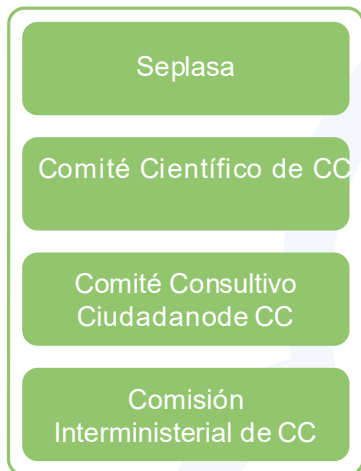 Seplasa
Comité Científico de CC
Comité Consultivo
Ciudadanode CC
Comisión
Interministerial de CC